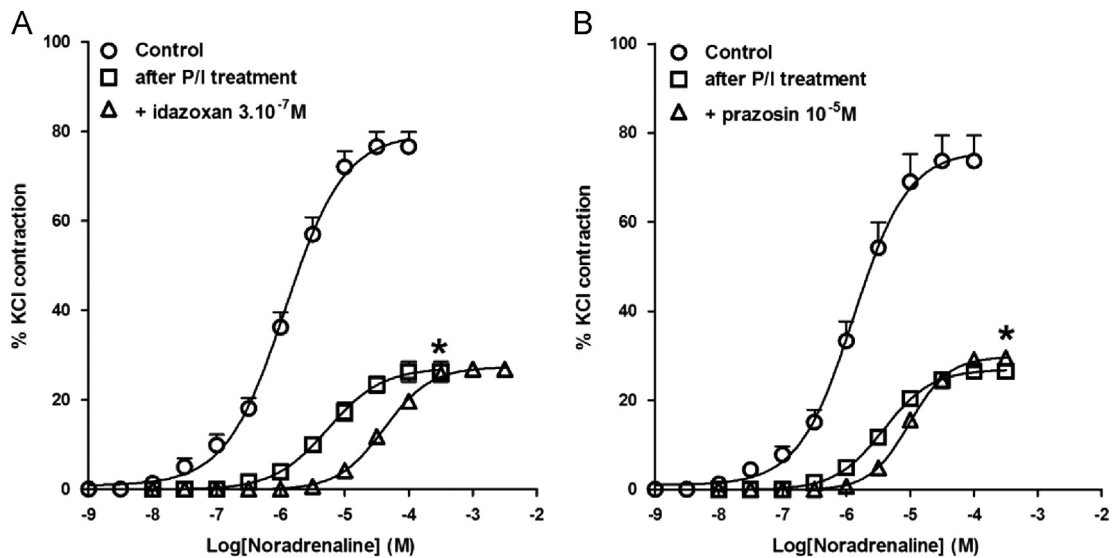 A
100
80
60
40
20
0
% KCl contraction
Control
after P/I treatment
+ idazoxan 3.10⁻⁷M
*
-9 -8 -7 -6 -5 -4 -3 -2
Log[Noradrenaline] (M)
B
100
80
60
40
20
0
% KCl contraction
Control
after P/I treatment
+ prazosin 10⁻⁵M
*
-9 -8 -7 -6 -5 -4 -3 -2
Log[Noradrenaline] (M)